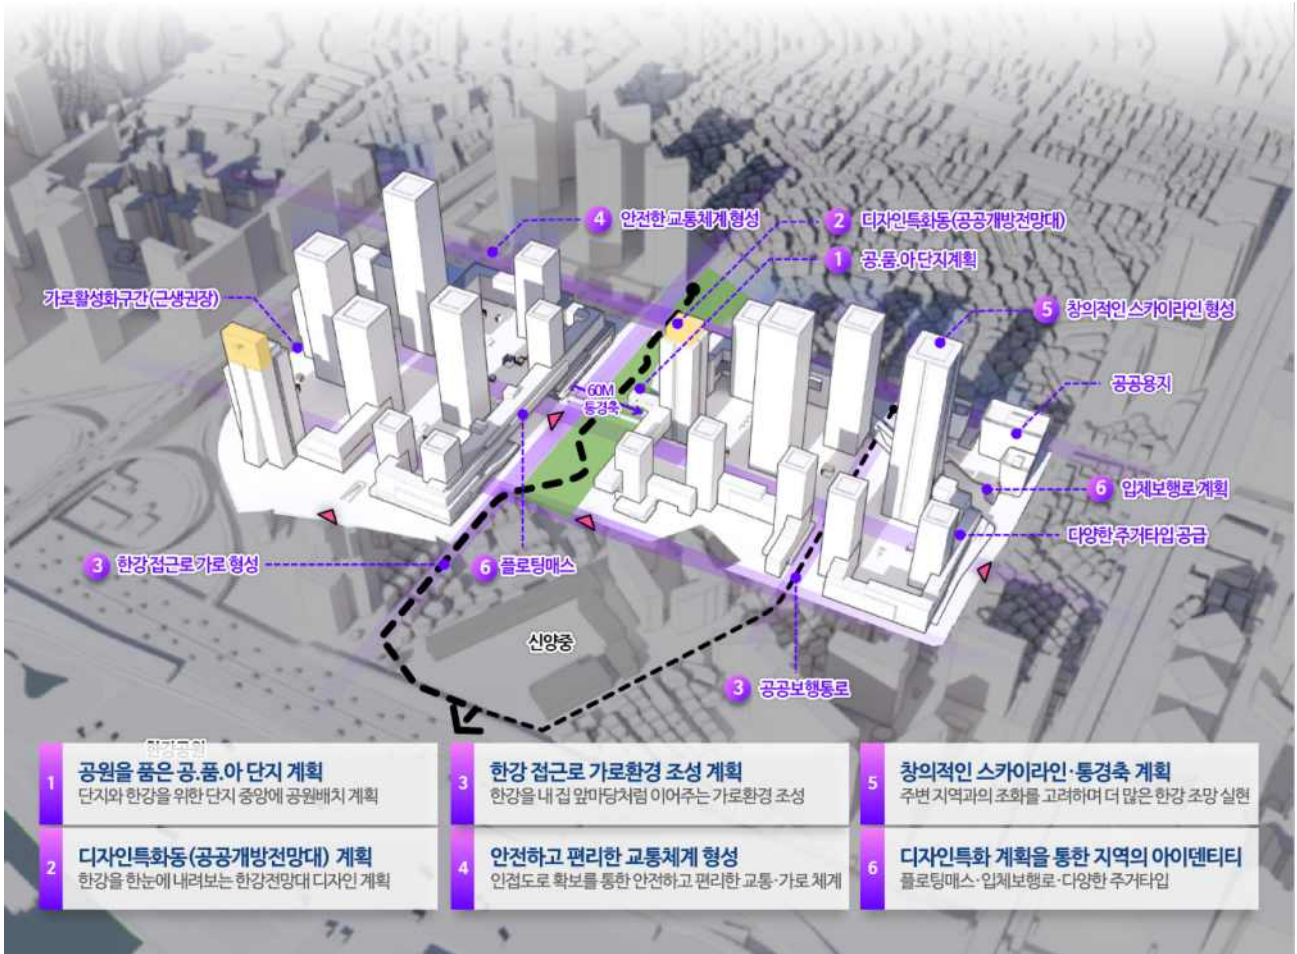 4 안전한 교통체계 형성
2 디자인특화동(공공개방전망대)
1 공.품.아 단지계획
가로활성화구간(근생권장)
5 창의적인 스카이라인 형성
공공용지
60M
통경축
6 입체보행로 계획
다양한 주거타입 공급
3 한강 접근로 가로 형성
6 플로팅매스
신양중
3 공공보행통로
한강공원
1 공원을 품은 공.품.아 단지 계획
단지와 한강을 위한 단지 중앙에 공원배치 계획
2 디자인특화동(공공개방전망대) 계획
한강을 한눈에 내려보는 한강전망대 디자인 계획
3 한강 접근로 가로환경 조성 계획
한강을 내 집 앞마당처럼 이어주는 가로환경 조성
4 안전하고 편리한 교통체계 형성
인접도로 확보를 통한 안전하고 편리한 교통·가로 체계
5 창의적인 스카이라인·통경축 계획
주변 지역과의 조화를 고려하며 더 많은 한강 조망 실현
6 디자인특화 계획을 통한 지역의 아이덴티티
플로팅매스·입체보행로·다양한 주거타입